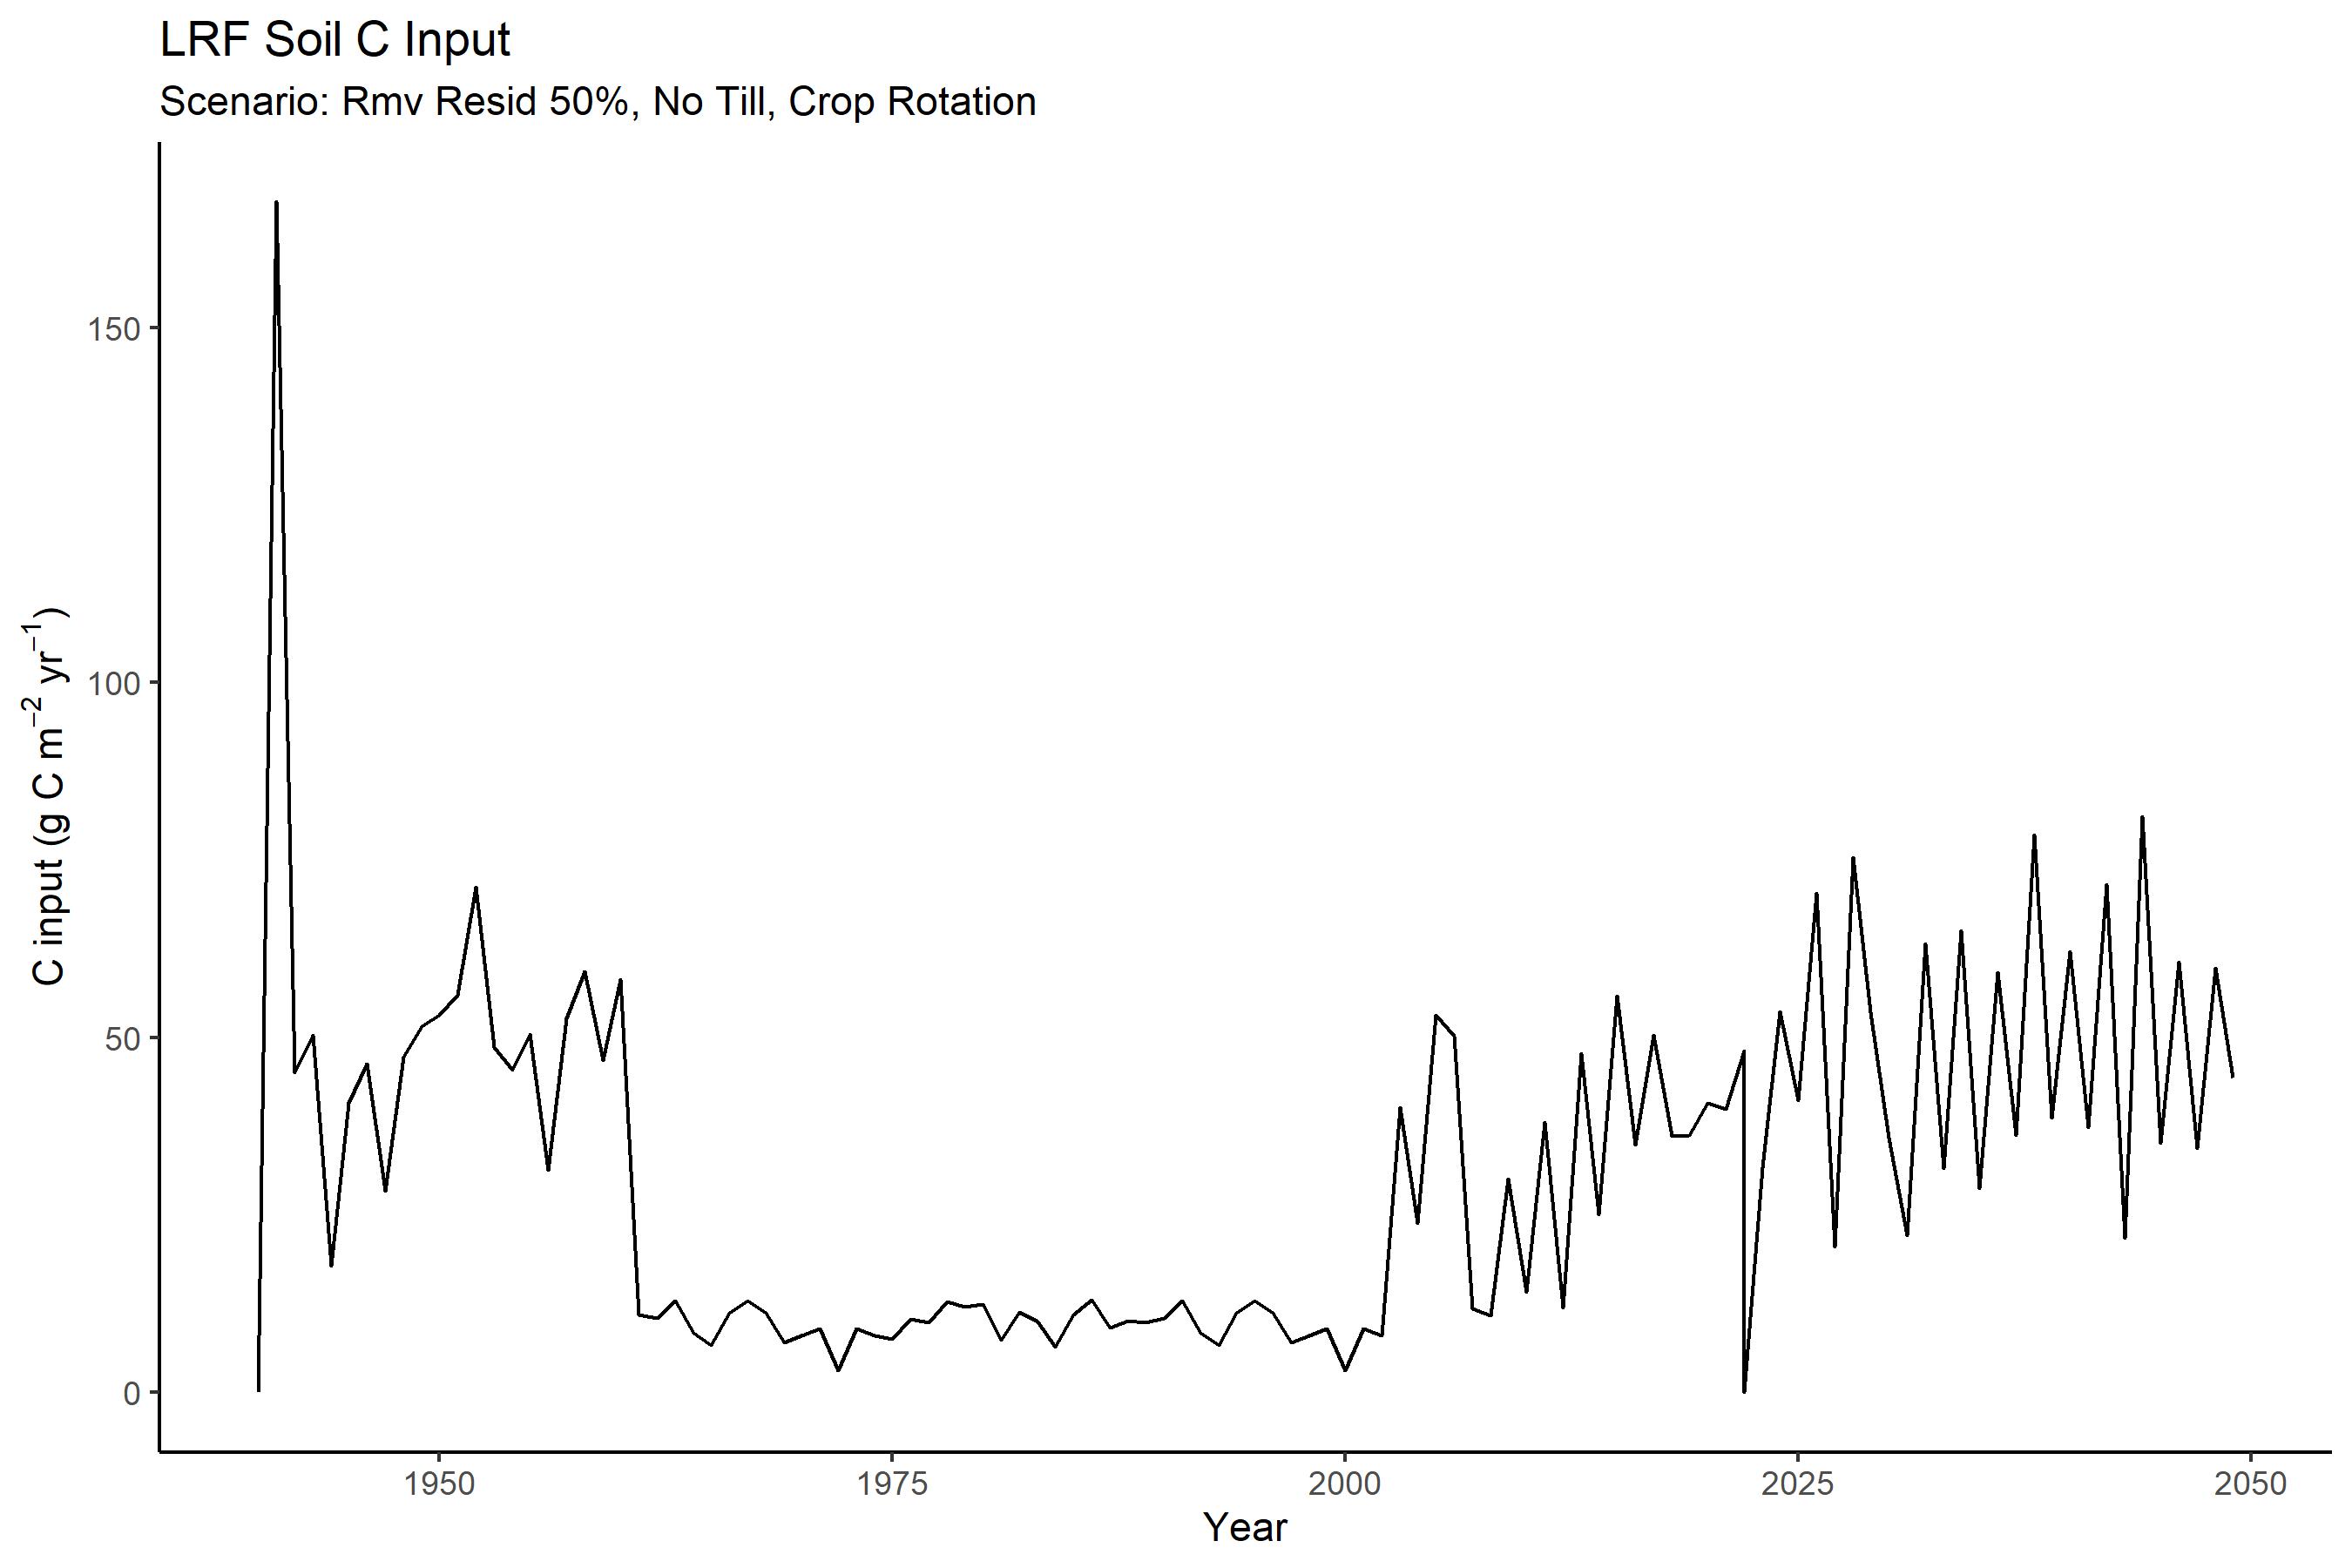 LRF Soil C Input
Scenario: Rmv Resid 50%, No Till, Crop Rotation
C input (g C m⁻² yr⁻¹)
150
100
50
0
1950 1975 2000 2025 2050
Year